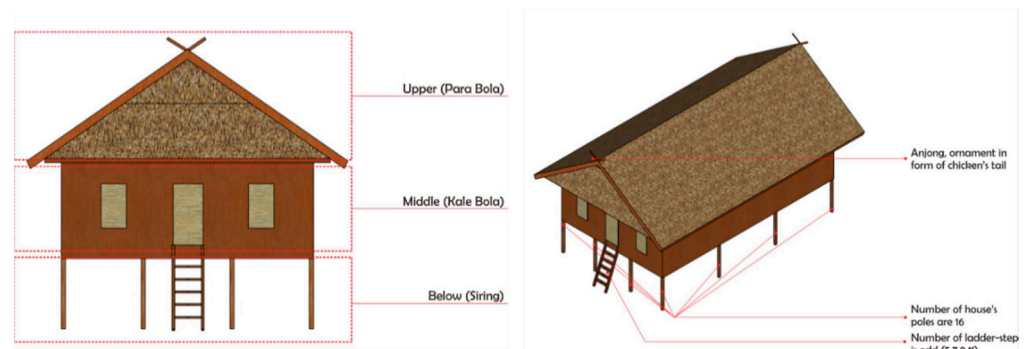 Upper (Para Bola)
Middle (Kale Bola)
Below (Siring)
Anjong, ornament in
form of chicken's tail
Number of house's
poles are 16
Number of ladder-step